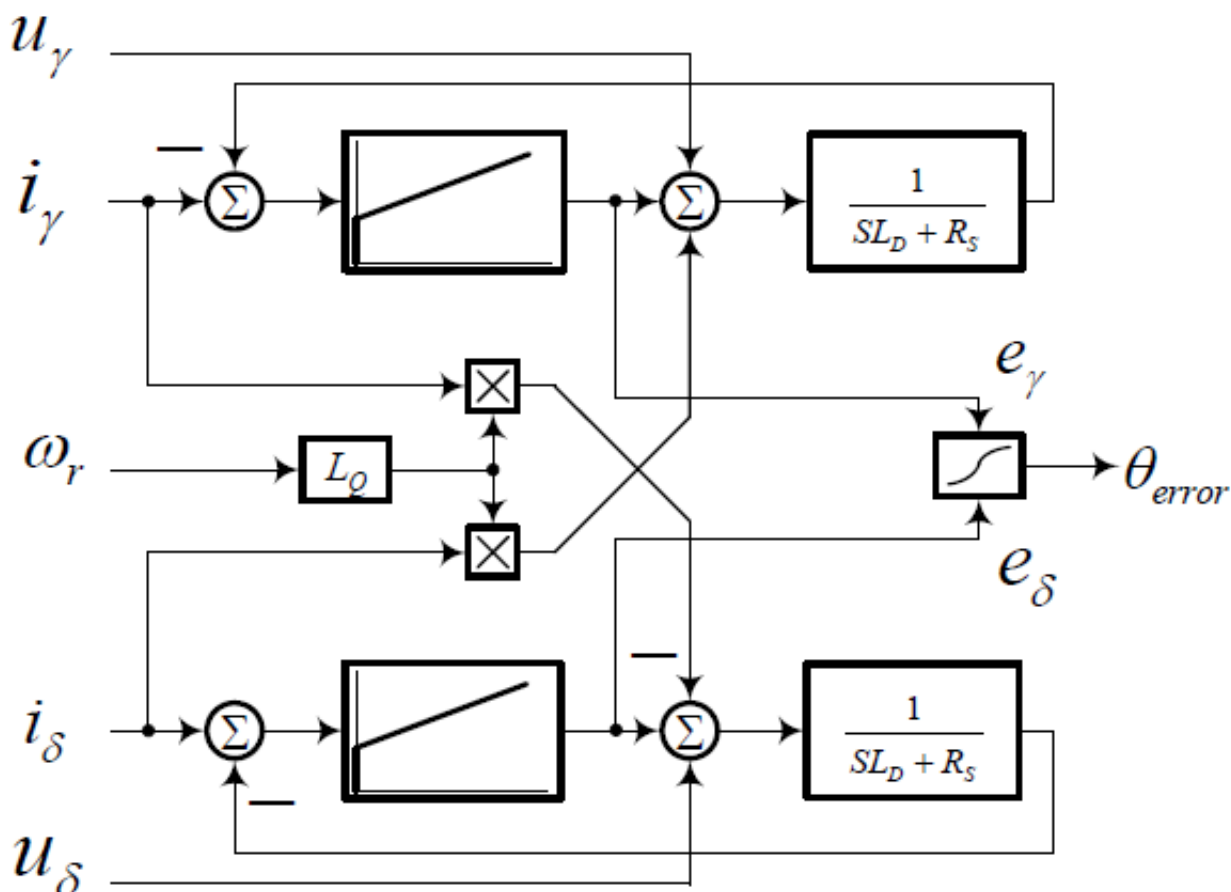 u_γ
−
i_γ
Σ
Σ
1
SL_D + R_S
e_γ
×
ω_r
L_Q
θ_error
×
e_δ
−
i_δ
Σ
Σ
1
SL_D + R_S
−
u_δ